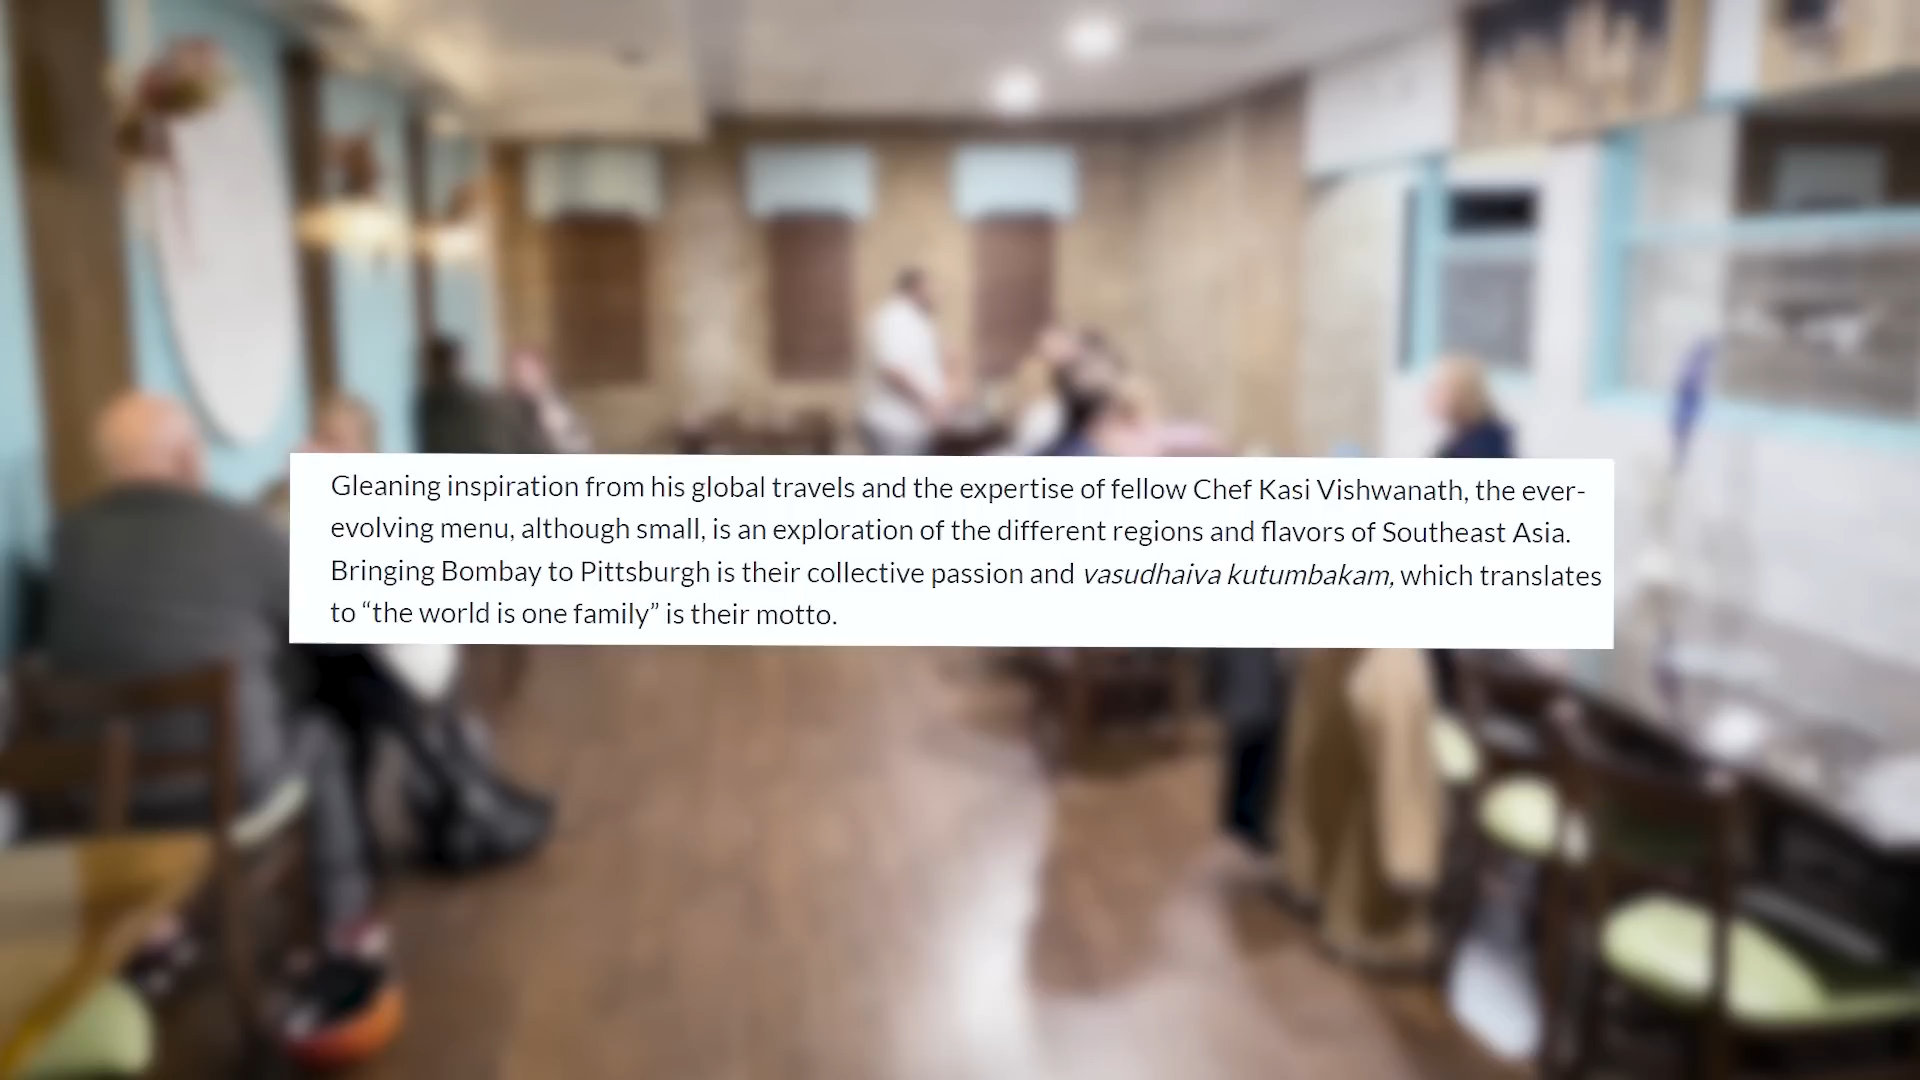 Gleaning inspiration from his global travels and the expertise of fellow Chef Kasi Vishwanath, the ever-
evolving menu, although small, is an exploration of the different regions and flavors of Southeast Asia.
Bringing Bombay to Pittsburgh is their collective passion and vasudhaiva kutumbakam, which translates
to “the world is one family” is their motto.